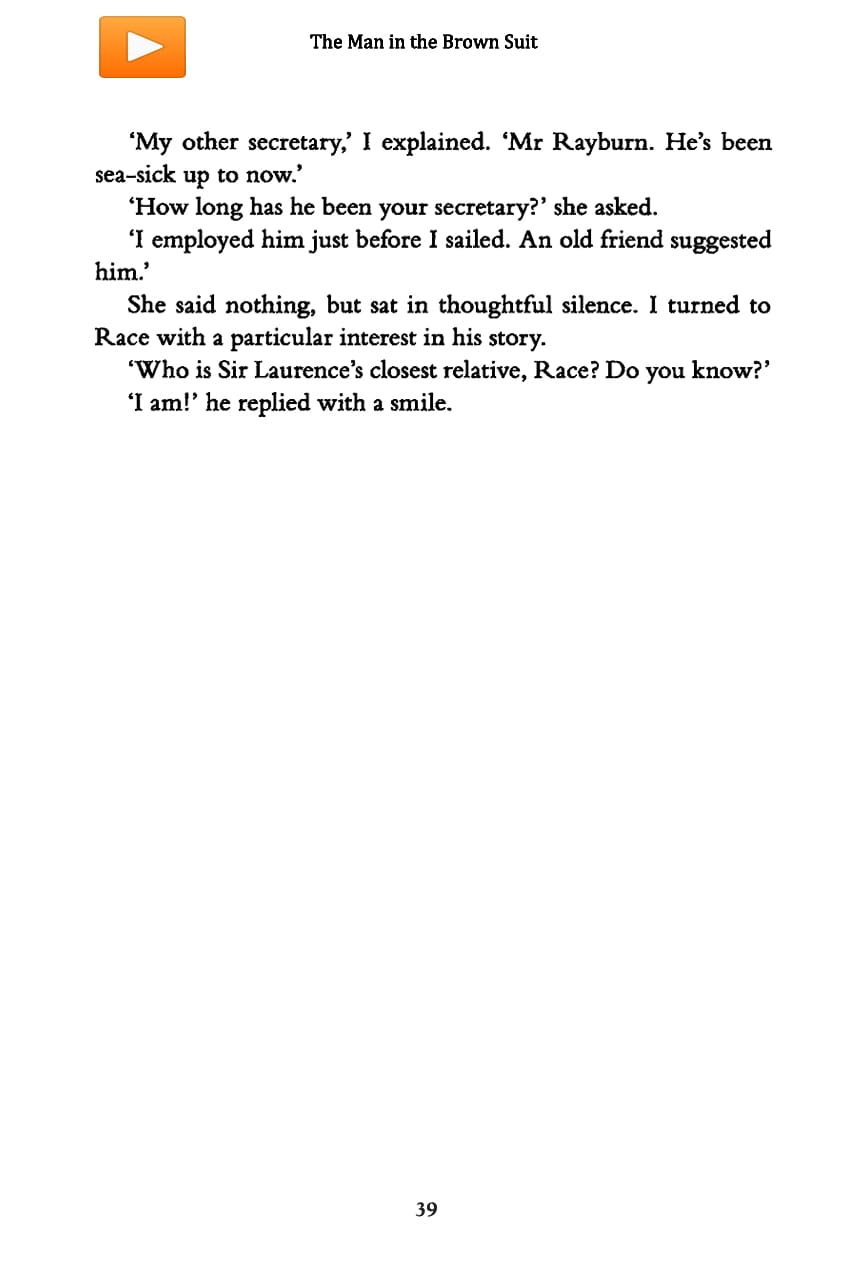 The Man in the Brown Suit
‘My other secretary,’ I explained. ‘Mr Rayburn. He’s been
sea-sick up to now.’
‘How long has he been your secretary?’ she asked.
‘I employed him just before I sailed. An old friend suggested
him.’
She said nothing, but sat in thoughtful silence. I turned to
Race with a particular interest in his story.
‘Who is Sir Laurence’s closest relative, Race? Do you know?’
‘I am!’ he replied with a smile.
39